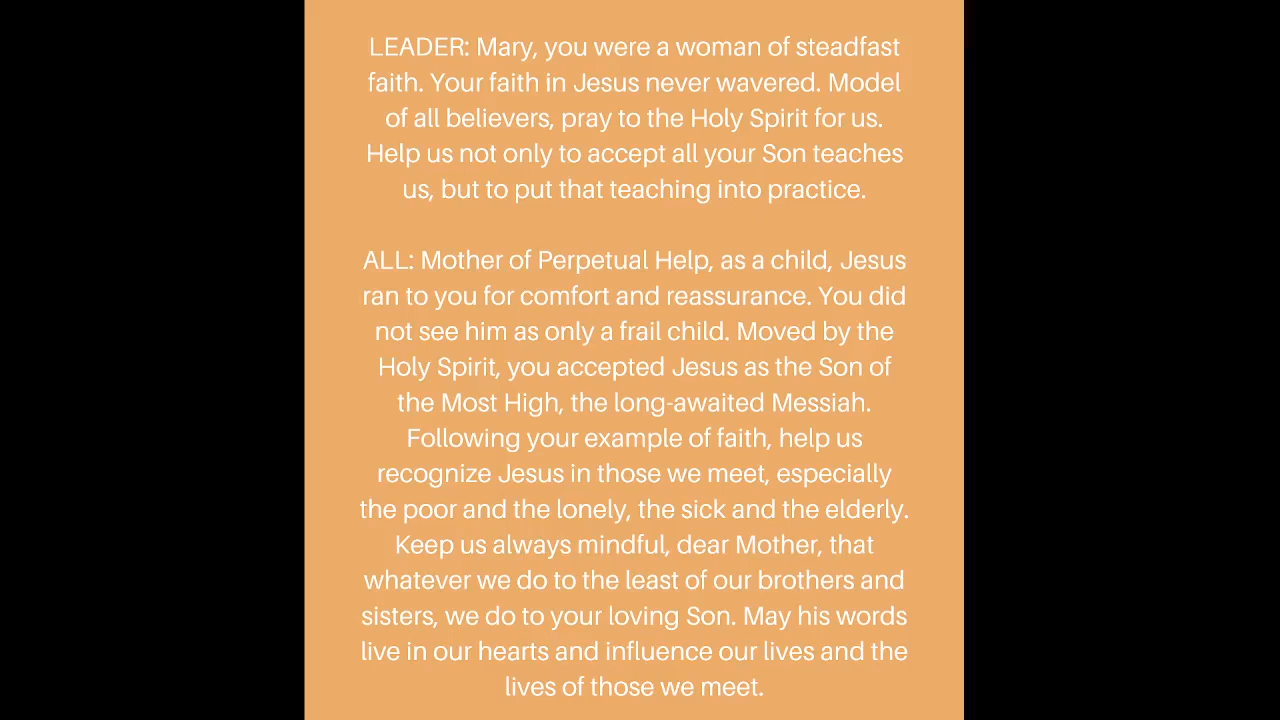 LEADER: Mary, you were a woman of steadfast
faith. Your faith in Jesus never wavered. Model
of all believers, pray to the Holy Spirit for us.
Help us not only to accept all your Son teaches
us, but to put that teaching into practice.
ALL: Mother of Perpetual Help, as a child, Jesus
ran to you for comfort and reassurance. You did
not see him as only a frail child. Moved by the
Holy Spirit, you accepted Jesus as the Son of
the Most High, the long-awaited Messiah.
Following your example of faith, help us
recognize Jesus in those we meet, especially
the poor and the lonely, the sick and the elderly.
Keep us always mindful, dear Mother, that
whatever we do to the least of our brothers and
sisters, we do to your loving Son. May his words
live in our hearts and influence our lives and the
lives of those we meet.